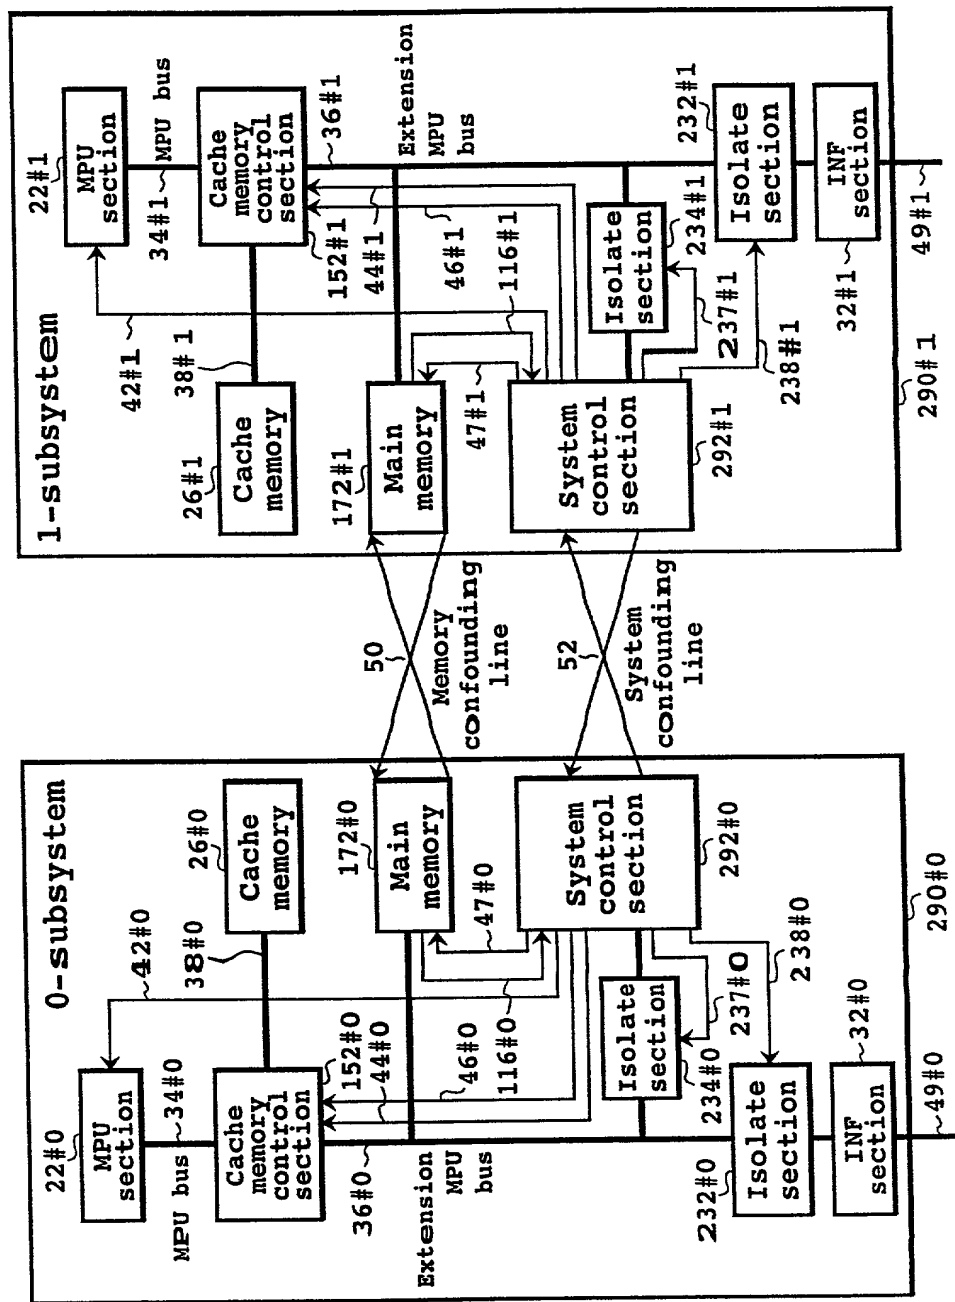 0-subsystem
22#0
MPU
section
42#0
34#0
MPU bus
38#0
26#0
Cache
memory
Cache
memory
control
section
152#0
44#0
172#0
Main
memory
36#0
46#0
116#0
47#0
Extension
MPU
bus
System
control
section
292#0
Isolate
section
234#0
237#0
238#0
232#0
Isolate
section
32#0
INF
section
290#0
49#0
50
Memory
confounding
line
52
System
confounding
line
1-subsystem
22#1
MPU
section
42#1
34#1
MPU bus
38#1
26#1
Cache
memory
Cache
memory
control
section
152#1
44#1
36#1
172#1
Main
memory
46#1
116#1
47#1
Extension
MPU
bus
System
control
section
292#1
Isolate
section
234#1
237#1
238#1
232#1
Isolate
section
INF
section
32#1
290#1
49#1